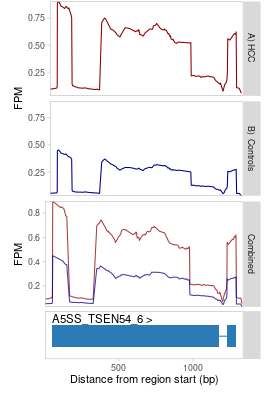 0.75
0.50
0.25
A) HCC
FPM
0.75
0.50
0.25
B) Controls
0.8
0.6
0.4
0.2
FPM
Combined
A5SS_TSEN54_6 >
500
1000
Distance from region start (bp)